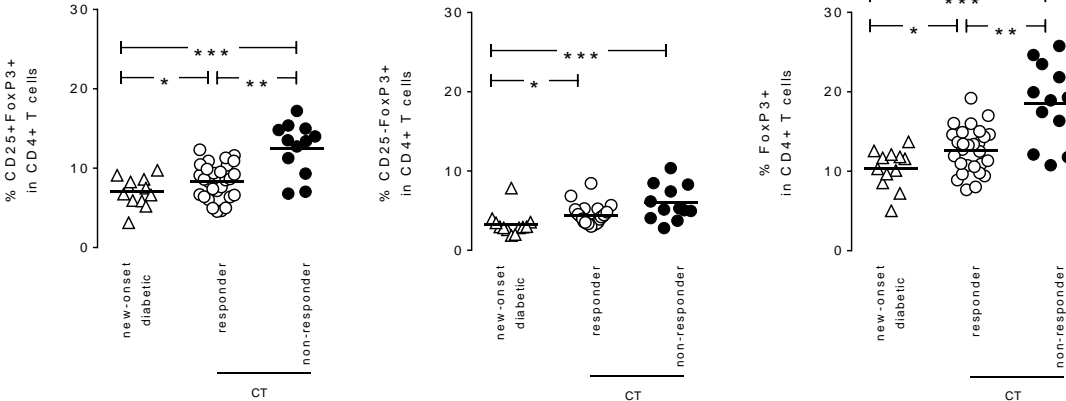 % CD25+FoxP3+
in CD4+ T cells
30
20
10
0
***
*
**
new-onset
diabetic
responder
non-responder
CT
% CD25-FoxP3+
in CD4+ T cells
30
20
10
0
***
*
new-onset
diabetic
responder
non-responder
CT
% FoxP3+
in CD4+ T cells
30
20
10
0
***
*
**
new-onset
diabetic
responder
non-responder
CT